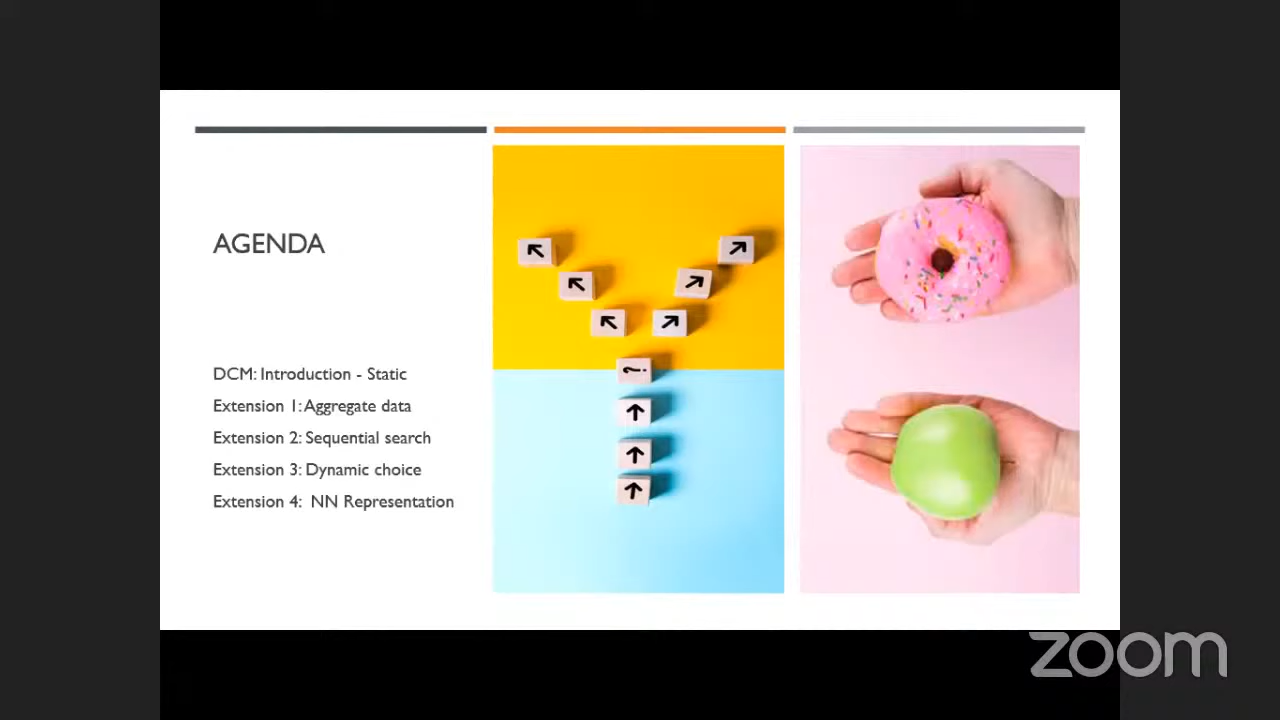 AGENDA
DCM: Introduction - Static
Extension 1: Aggregate data
Extension 2: Sequential search
Extension 3: Dynamic choice
Extension 4: NN Representation
?
zoom